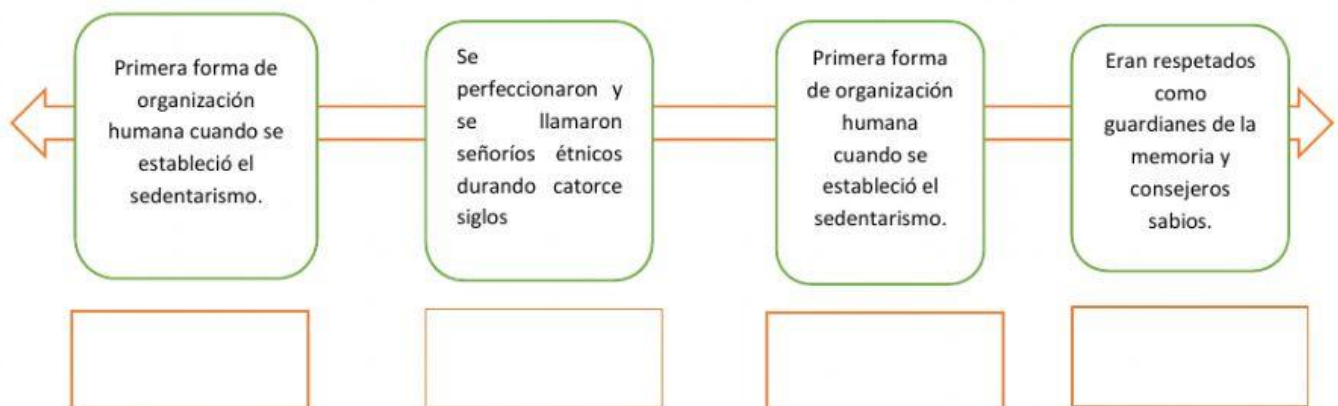 Primera forma de
organización
humana cuando se
estableció el
sedentarismo.
Se
perfeccionaron y
se llamaron
señoríos étnicos
durando catorce
siglos
Primera forma
de organización
humana
cuando se
estableció el
sedentarismo.
Eran respetados
como
guardianes de la
memoria y
consejeros
sabios.